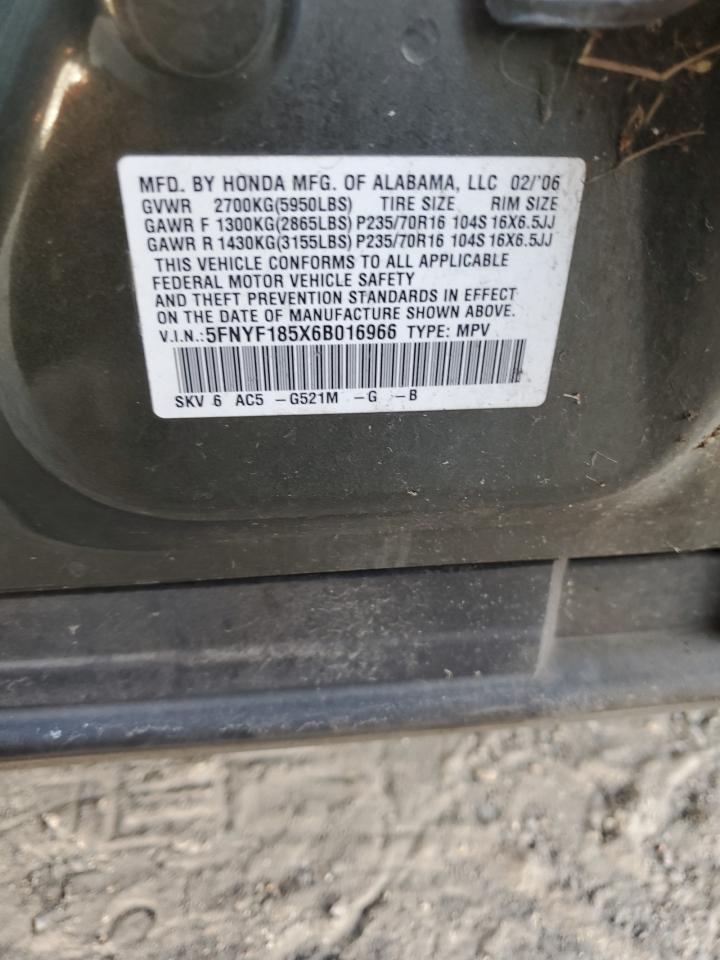 MFD. BY HONDA MFG. OF ALABAMA, LLC 02/'06
GVWR 2700KG(5950LBS) TIRE SIZE RIM SIZE
GAWR F 1300KG(2865LBS) P235/70R16 104S 16X6.5JJ
GAWR R 1430KG(3155LBS) P235/70R16 104S 16X6.5JJ
THIS VEHICLE CONFORMS TO ALL APPLICABLE
FEDERAL MOTOR VEHICLE SAFETY
AND THEFT PREVENTION STANDARDS IN EFFECT
ON THE DATE OF MANUFACTURE SHOWN ABOVE.
V.I.N.: 5FNYF185X6B016966 TYPE: MPV
SKV 6 AC5 -G521M -G -B